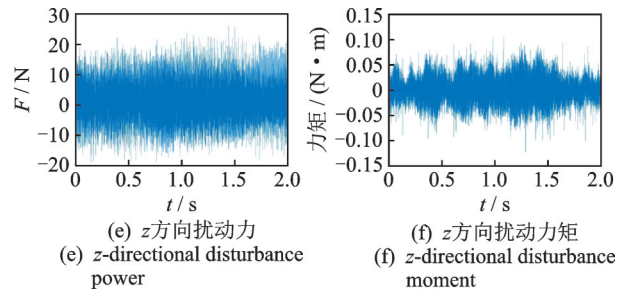 30
20
10
0
−10
−20
F / N
0
0.5
1.0
1.5
2.0
t / s
(e) z方向扰动力
(e) z-directional disturbance
power
0.15
0.10
0.05
0
−0.05
−0.10
−0.15
力矩 / (N·m)
0
0.5
1.0
1.5
2.0
t / s
(f) z方向扰动力矩
(f) z-directional disturbance
moment